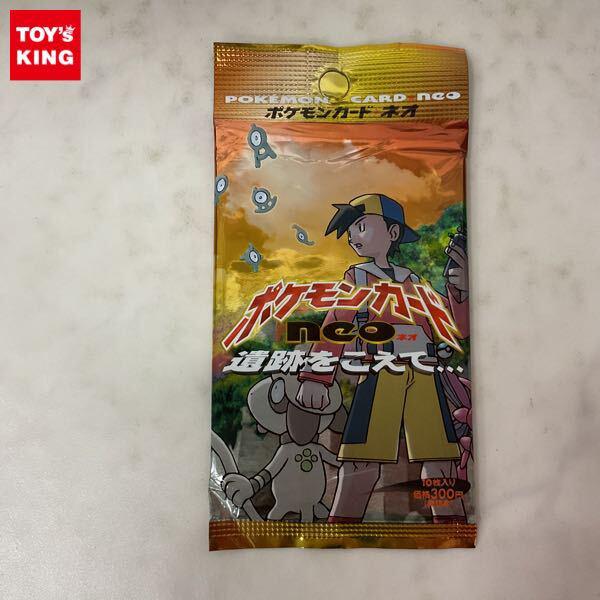 TOY's
KING
POKÉMON CARD neo
ポケモンカード ネオ
ポケモンカード
neo ネオ
遺跡をこえて...
10枚入り
価格300円